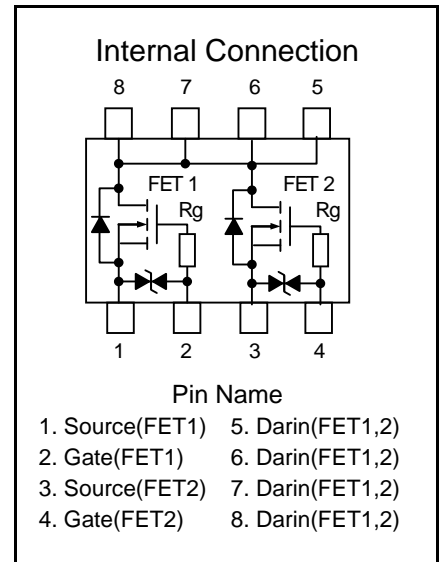 Internal Connection
8 7 6 5
FET 1 FET 2
Rg Rg
1 2 3 4
Pin Name
1. Source(FET1) 5. Darin(FET1,2)
2. Gate(FET1) 6. Darin(FET1,2)
3. Source(FET2) 7. Darin(FET1,2)
4. Gate(FET2) 8. Darin(FET1,2)